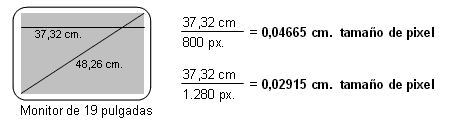 37,32 cm.
48,26 cm.
Monitor de 19 pulgadas
37,32 cm
800 px.
= 0,04665 cm. tamaño de pixel
37,32 cm
1.280 px.
= 0,02915 cm. tamaño de pixel